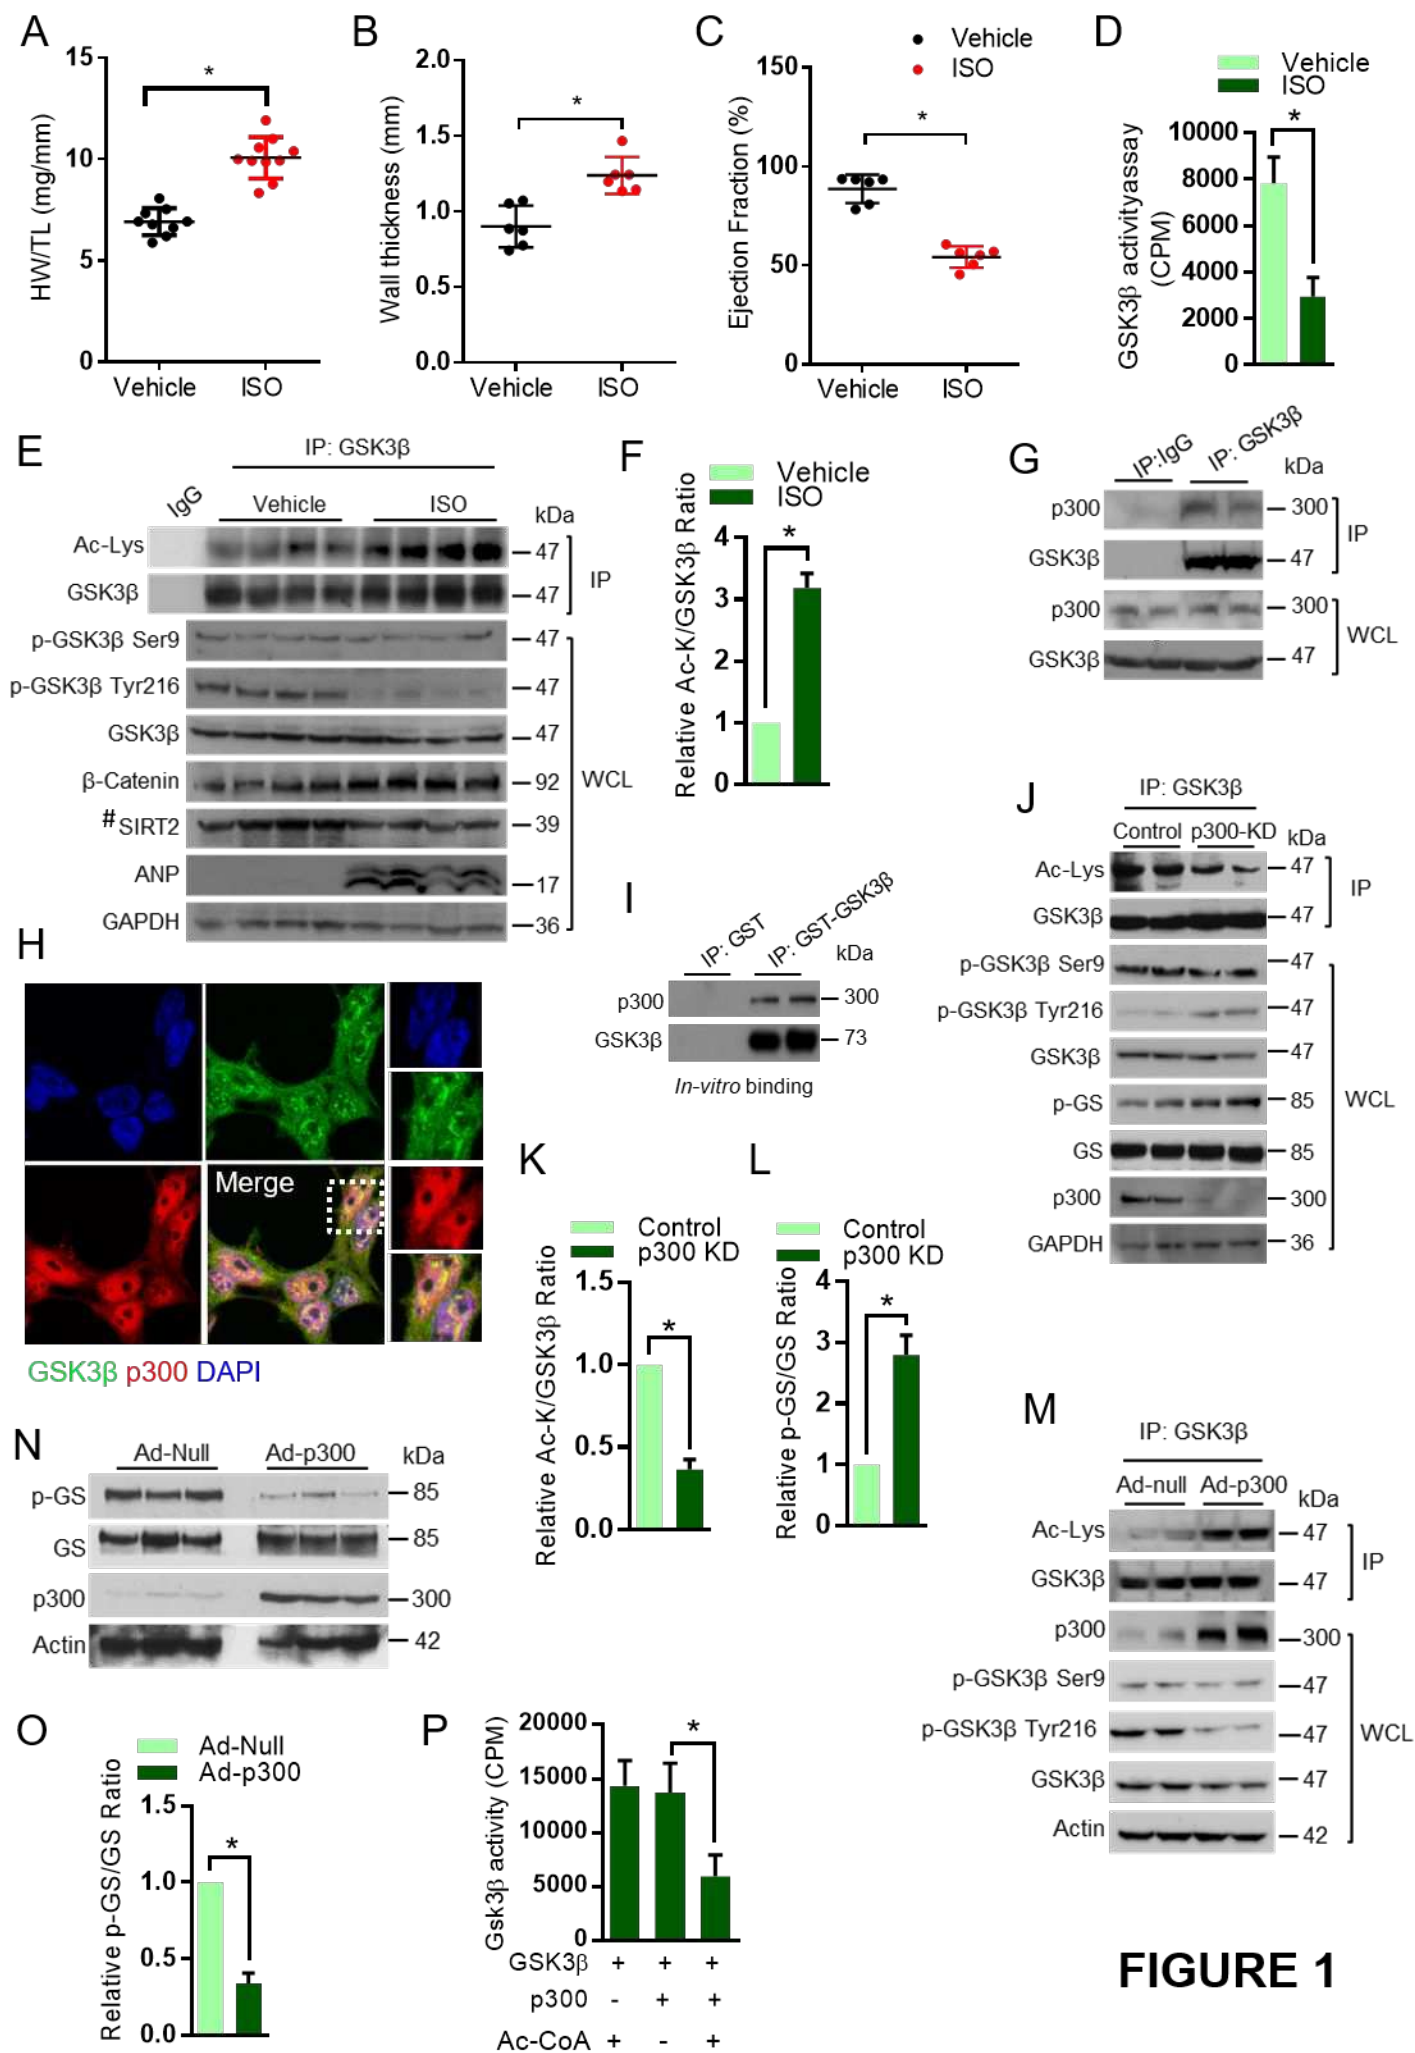 A
HW/TL (mg/mm)
15
10
5
0
*
Vehicle
ISO
B
Wall thickness (mm)
2.0
1.5
1.0
0.5
0.0
*
Vehicle
ISO
C
Vehicle
ISO
Ejection Fraction (%)
150
100
50
0
*
Vehicle
ISO
D
Vehicle
ISO
GSK3β activityassay
(CPM)
10000
8000
6000
4000
2000
0
*
E
IP: GSK3β
IgG
Vehicle
ISO
kDa
Ac-Lys
47
GSK3β
47
IP
p-GSK3β Ser9
47
p-GSK3β Tyr216
47
GSK3β
47
β-Catenin
92
WCL
#SIRT2
39
ANP
17
GAPDH
36
F
Vehicle
ISO
Relative Ac-K/GSK3β Ratio
4
3
2
1
0
*
G
IP:IgG
IP: GSK3β
kDa
p300
300
GSK3β
47
IP
p300
300
GSK3β
47
WCL
H
Merge
GSK3β p300 DAPI
I
IP: GST
IP: GST-GSK3β
kDa
p300
300
GSK3β
73
In-vitro binding
J
IP: GSK3β
Control p300-KD kDa
Ac-Lys
47
GSK3β
47
IP
p-GSK3β Ser9
47
p-GSK3β Tyr216
47
GSK3β
47
p-GS
85
WCL
GS
85
p300
300
GAPDH
36
K
Control
p300 KD
Relative Ac-K/GSK3β Ratio
1.5
1.0
0.5
0.0
*
L
Control
p300 KD
Relative p-GS/GS Ratio
4
3
2
1
0
*
M
IP: GSK3β
Ad-null Ad-p300
kDa
Ac-Lys
47
GSK3β
47
IP
p300
300
p-GSK3β Ser9
47
p-GSK3β Tyr216
47
WCL
GSK3β
47
Actin
42
N
Ad-Null Ad-p300 kDa
p-GS
85
GS
85
p300
300
Actin
42
O
Ad-Null
Ad-p300
Relative p-GS/GS Ratio
1.5
1.0
0.5
0.0
*
P
Gsk3β activity (CPM)
20000
15000
10000
5000
0
*
GSK3β + + +
p300 - + +
Ac-CoA + - +
FIGURE 1